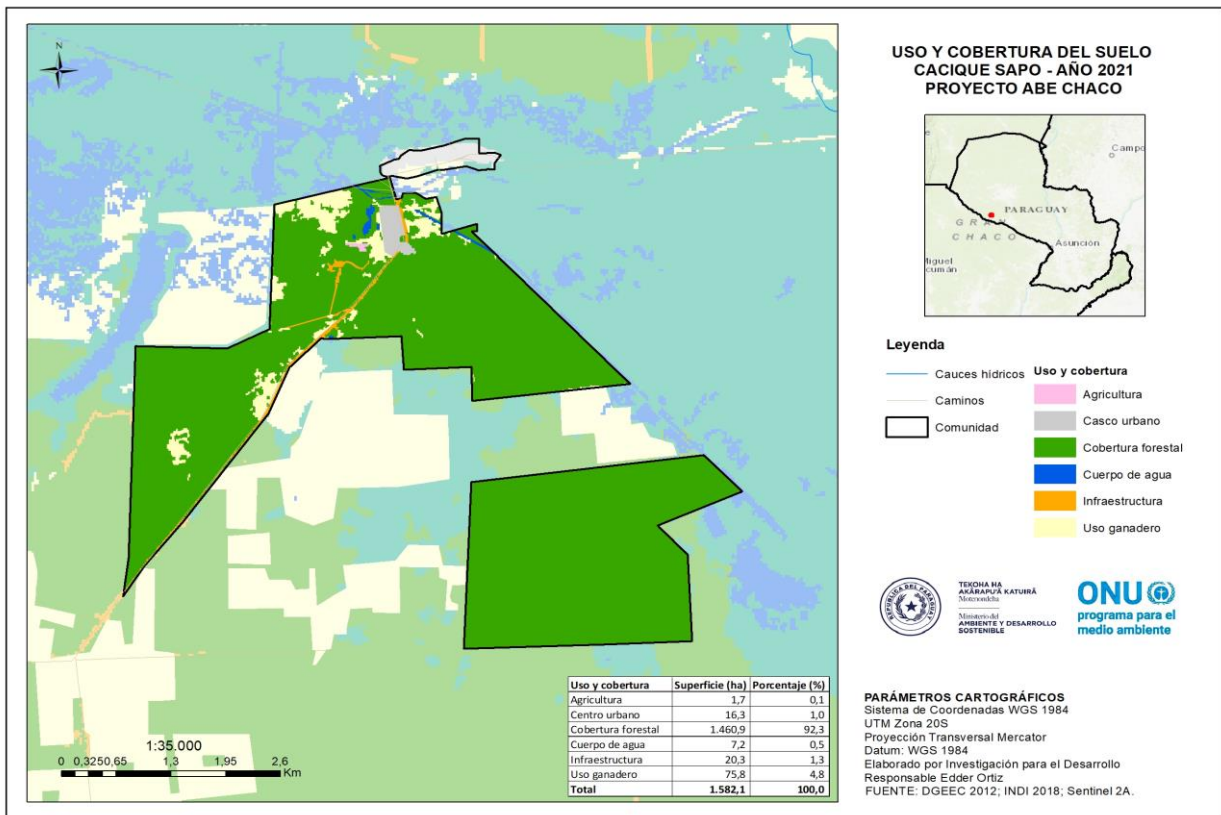 USO Y COBERTURA DEL SUELO
CACIQUE SAPO - AÑO 2021
PROYECTO ABE CHACO
N
Campo
PARAGUAY
GRAN
CHACO
Asunción
Miguel
cumán
Leyenda
Cauces hídricos
Caminos
Comunidad
Uso y cobertura
Agricultura
Casco urbano
Cobertura forestal
Cuerpo de agua
Infraestructura
Uso ganadero
REPUBLICA DEL PARAGUAY
TEKOHA HA
AKÃRAPU'Ã KATUIRÃ
Motenondeha
Ministerio del
AMBIENTE Y DESARROLLO
SOSTENIBLE
ONU
programa para el
medio ambiente
Uso y cobertura Superficie (ha) Porcentaje (%)
Agricultura 1,7 0,1
Centro urbano 16,3 1,0
Cobertura forestal 1.460,9 92,3
Cuerpo de agua 7,2 0,5
Infraestructura 20,3 1,3
Uso ganadero 75,8 4,8
Total 1.582,1 100,0
1:35.000
0 0,3250,65 1,3 1,95 2,6
Km
PARÁMETROS CARTOGRÁFICOS
Sistema de Coordenadas WGS 1984
UTM Zona 20S
Proyección Transversal Mercator
Datum: WGS 1984
Elaborado por Investigación para el Desarrollo
Responsable Edder Ortiz
FUENTE: DGEEC 2012; INDI 2018; Sentinel 2A.